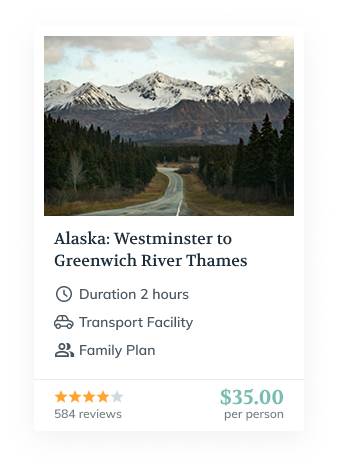 Alaska: Westminster to
Greenwich River Thames
Duration 2 hours
Transport Facility
Family Plan
$35.00
584 reviews
per person